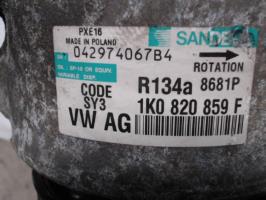 PXE16
MADE IN POLAND
SANDEN
042974067B4
OIL : SP-10 OR EQUIV.
VARIABLE DISP.
ROTATION
CODE
SY3
R134a 8681P
VW AG
1K0 820 859 F